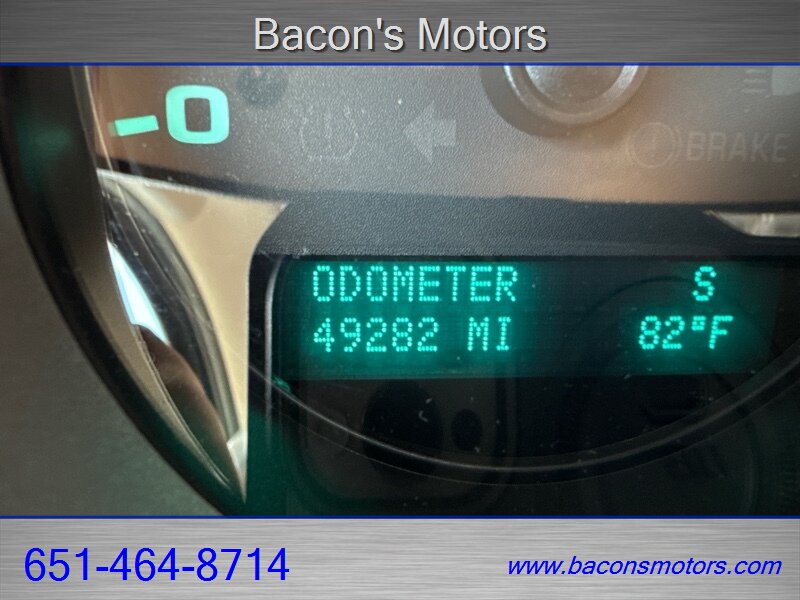 Bacon's Motors
-0
BRAKE
ODOMETER S
49282 MI 82°F
651-464-8714 www.baconsmotors.com